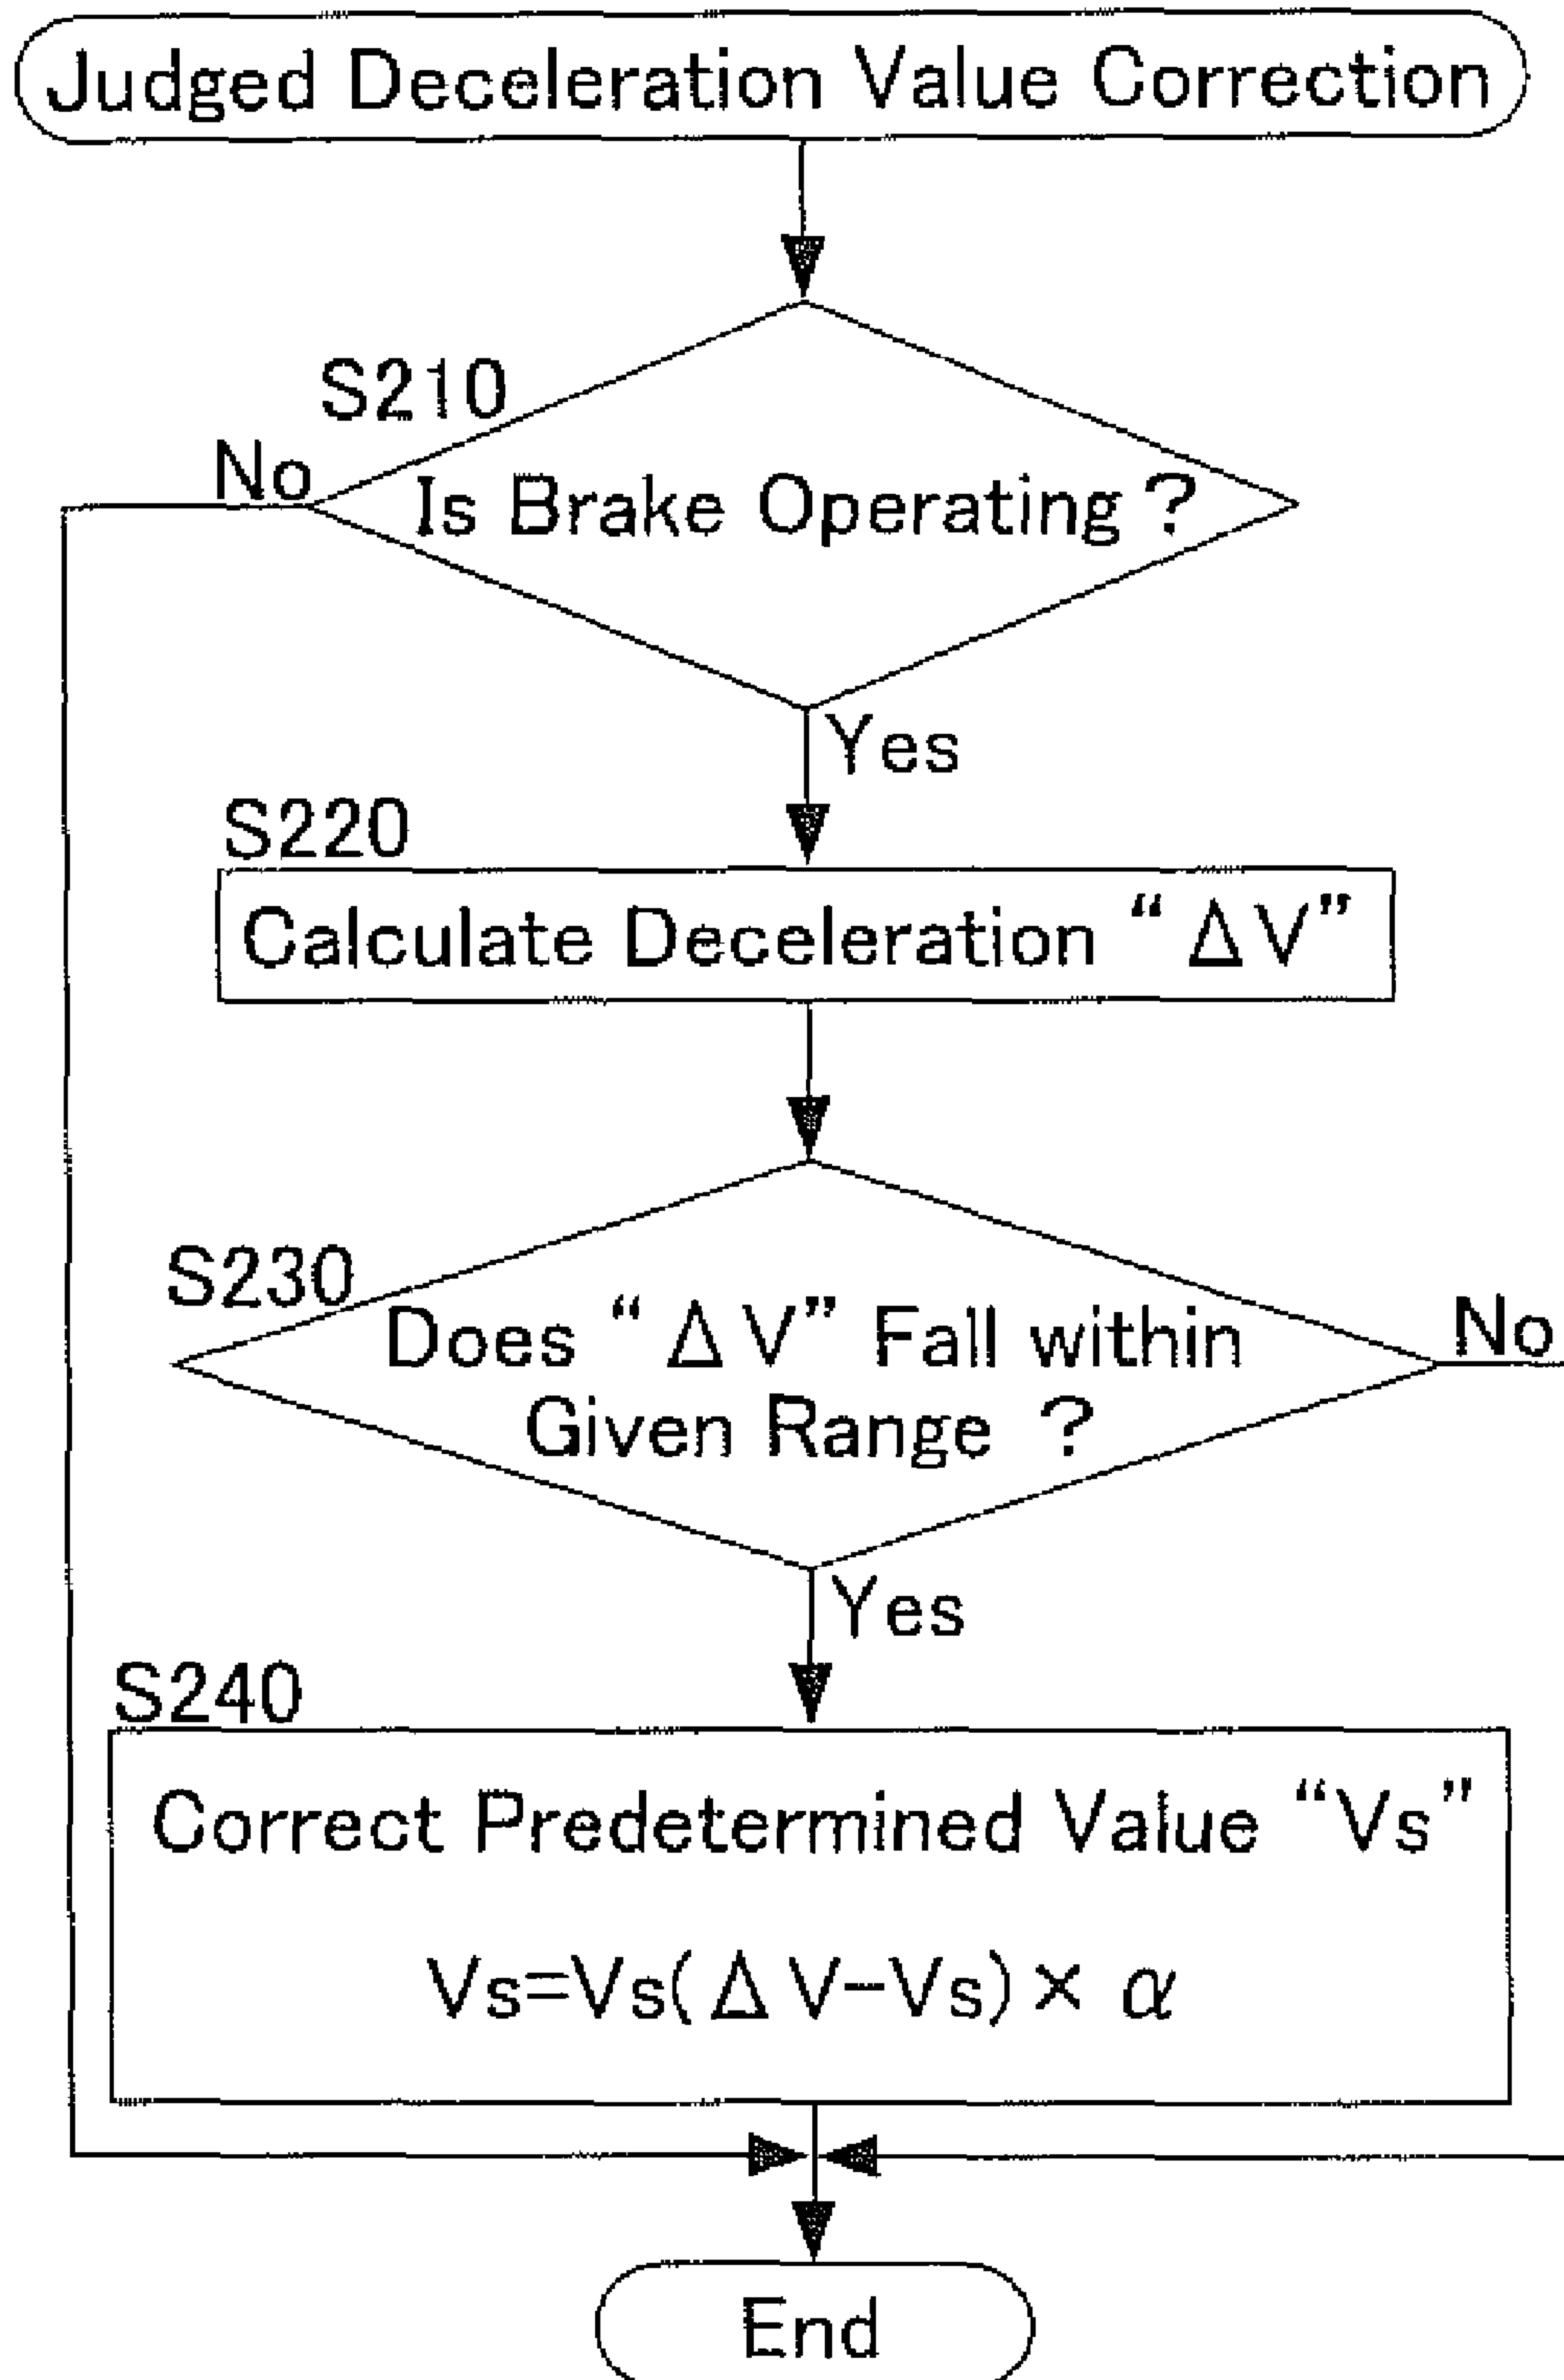 Judged Deceleration Value Correction
S210
No
Is Brake Operating ?
Yes
S220
Calculate Deceleration “ΔV”
S230
Does “ΔV” Fall within
Given Range ?
No
Yes
S240
Correct Predetermined Value “Vs”
Vs=Vs(ΔV−Vs)× α
End